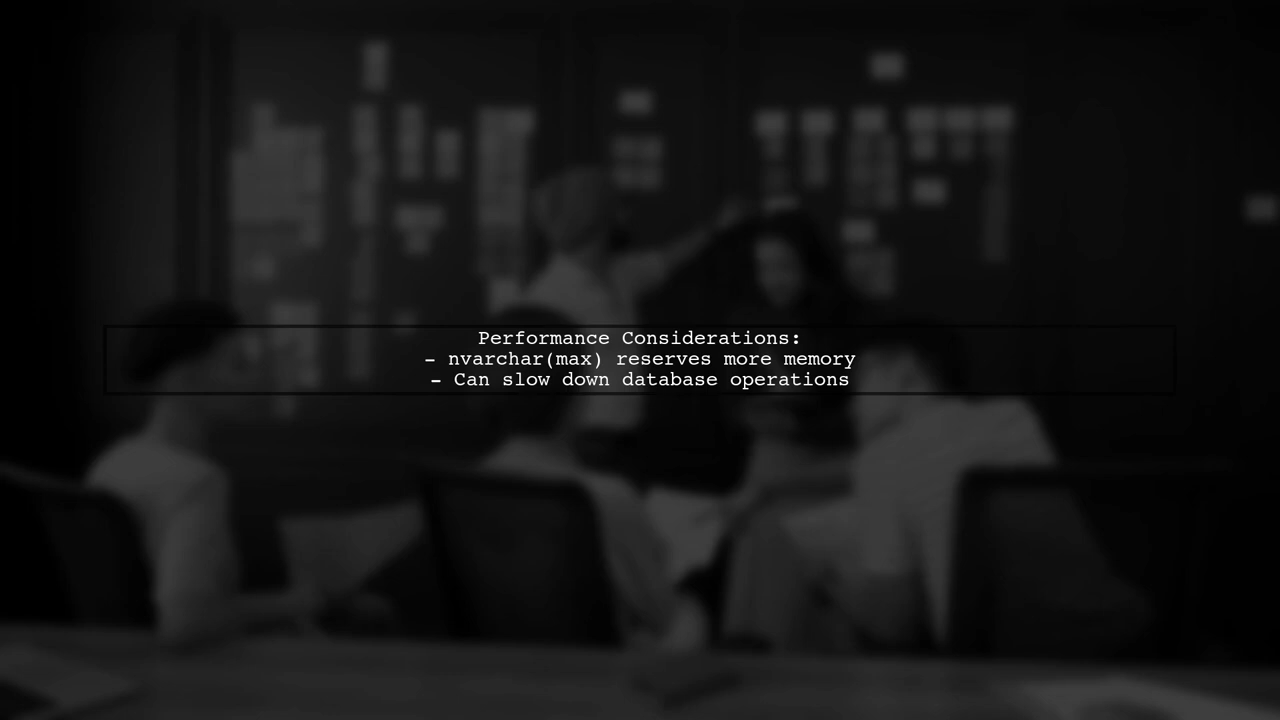 Performance Considerations:
- nvarchar(max) reserves more memory
- Can slow down database operations